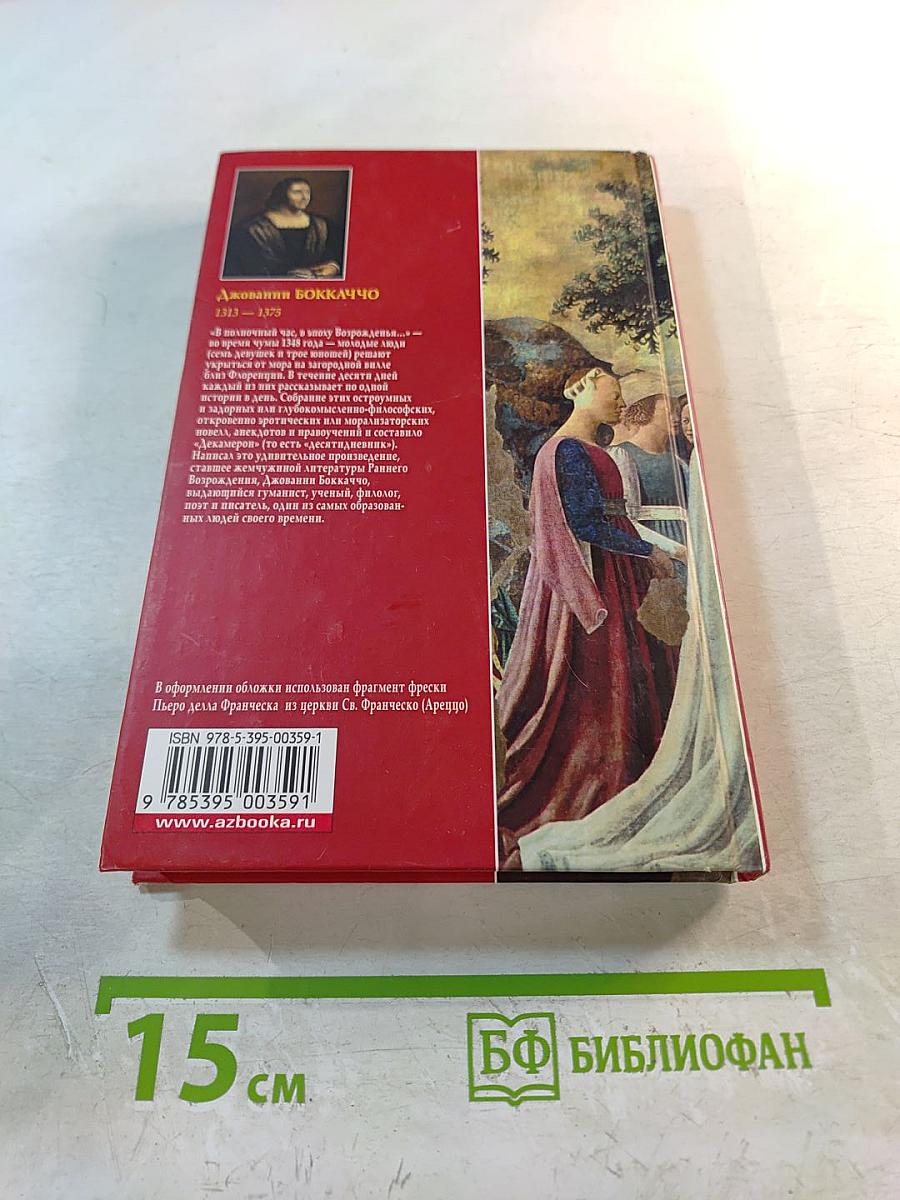 Джованни БОККАЧЧО
1313 — 1375
«В полночный час, в эпоху Возрожденья...» —
во время чумы 1348 года — молодые люди
(семь девушек и трое юношей) решают
укрыться от мора на загородной вилле
близ Флоренции. В течение десяти дней
каждый из них рассказывает по одной
истории в день. Собрание этих остроумных
и задорных или глубокомысленно-философских,
откровенно эротических или морализаторских
новелл, анекдотов и нравоучений и составило
«Декамерон» (то есть «десятидневник»).
Написал это удивительное произведение,
ставшее жемчужиной литературы Раннего
Возрождения, Джованни Боккаччо,
выдающийся гуманист, ученый, филолог,
поэт и писатель, один из самых образован-
ных людей своего времени.
В оформлении обложки использован фрагмент фрески
Пьеро делла Франческа из церкви Св. Франческо (Ареццо)
ISBN 978-5-395-00359-1
9 785395 003591
www.azbooka.ru
15 см
БФ БИБЛИОФАН